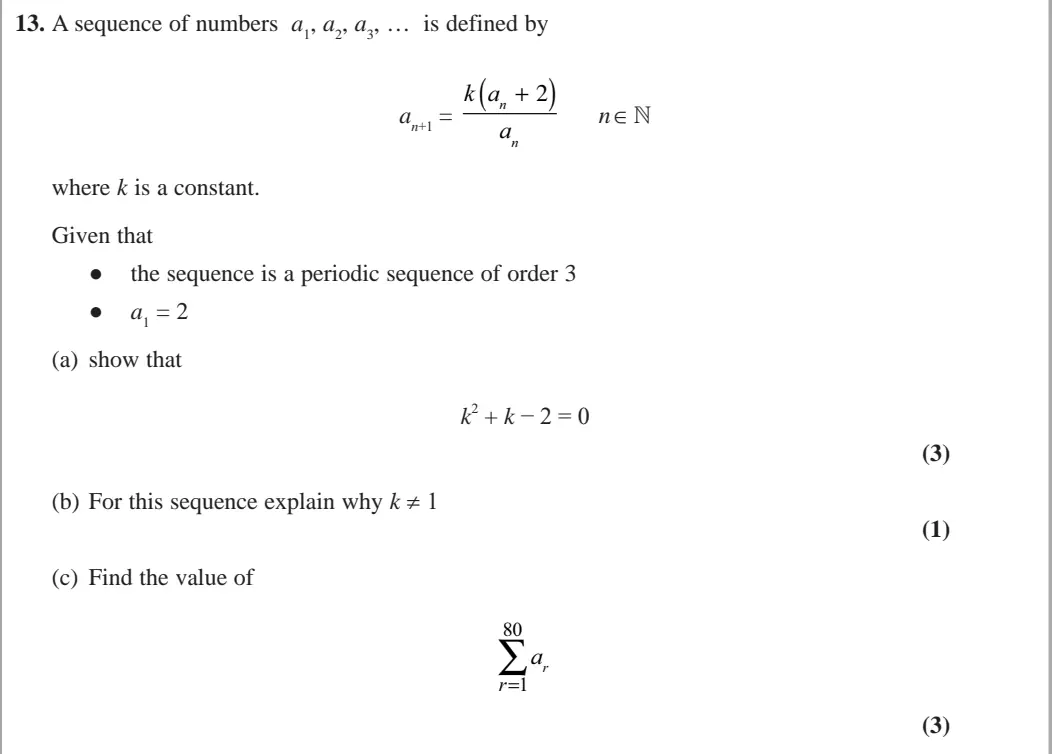 13. A sequence of numbers a₁, a₂, a₃, … is defined by
aₙ₊₁ = k(aₙ + 2) / aₙ n ∈ ℕ
where k is a constant.
Given that
● the sequence is a periodic sequence of order 3
● a₁ = 2
(a) show that
k² + k − 2 = 0
(3)
(b) For this sequence explain why k ≠ 1
(1)
(c) Find the value of
80
∑ aᵣ
r=1
(3)